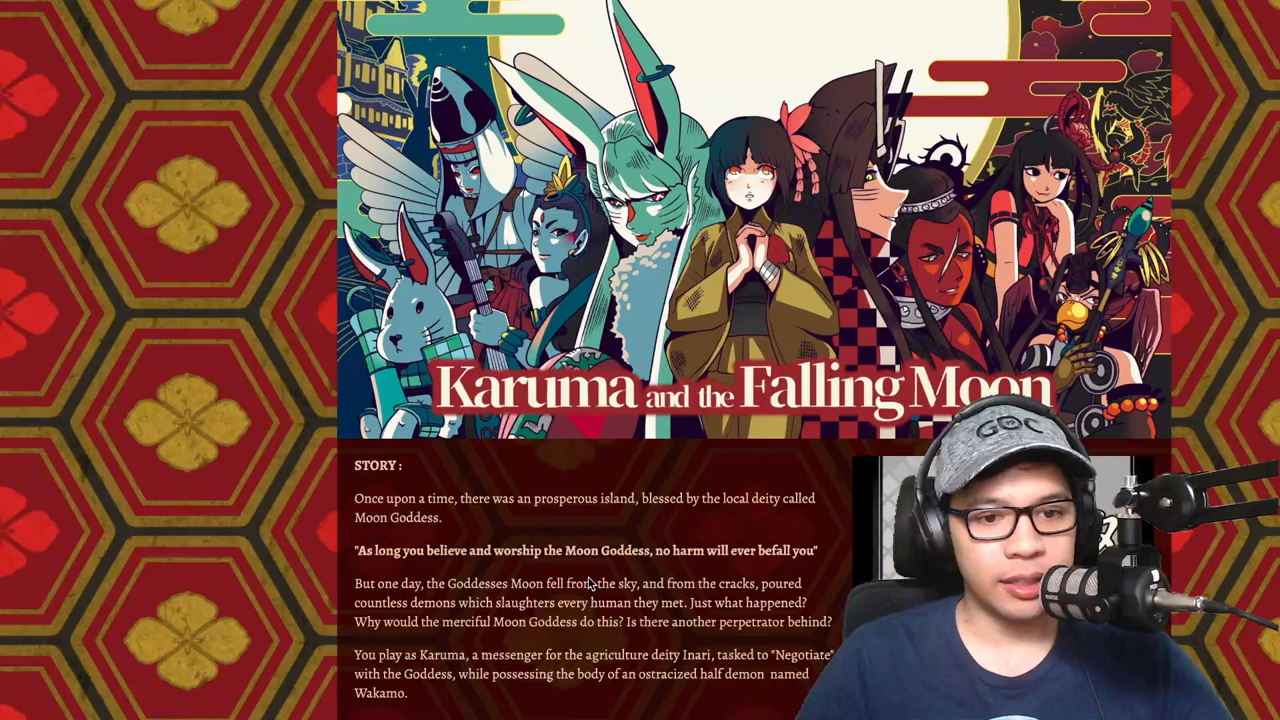 Karuma and the Falling Moon
GOC
STORY :
Once upon a time, there was an prosperous island, blessed by the local deity called
Moon Goddess.
"As long you believe and worship the Moon Goddess, no harm will ever befall you"
But one day, the Goddesses Moon fell from the sky, and from the cracks, poured
countless demons which slaughters every human they met. Just what happened?
Why would the merciful Moon Goddess do this? Is there another perpetrator behind?
You play as Karuma, a messenger for the agriculture deity Inari, tasked to "Negotiate"
with the Goddess, while possessing the body of an ostracized half demon named
Wakamo.